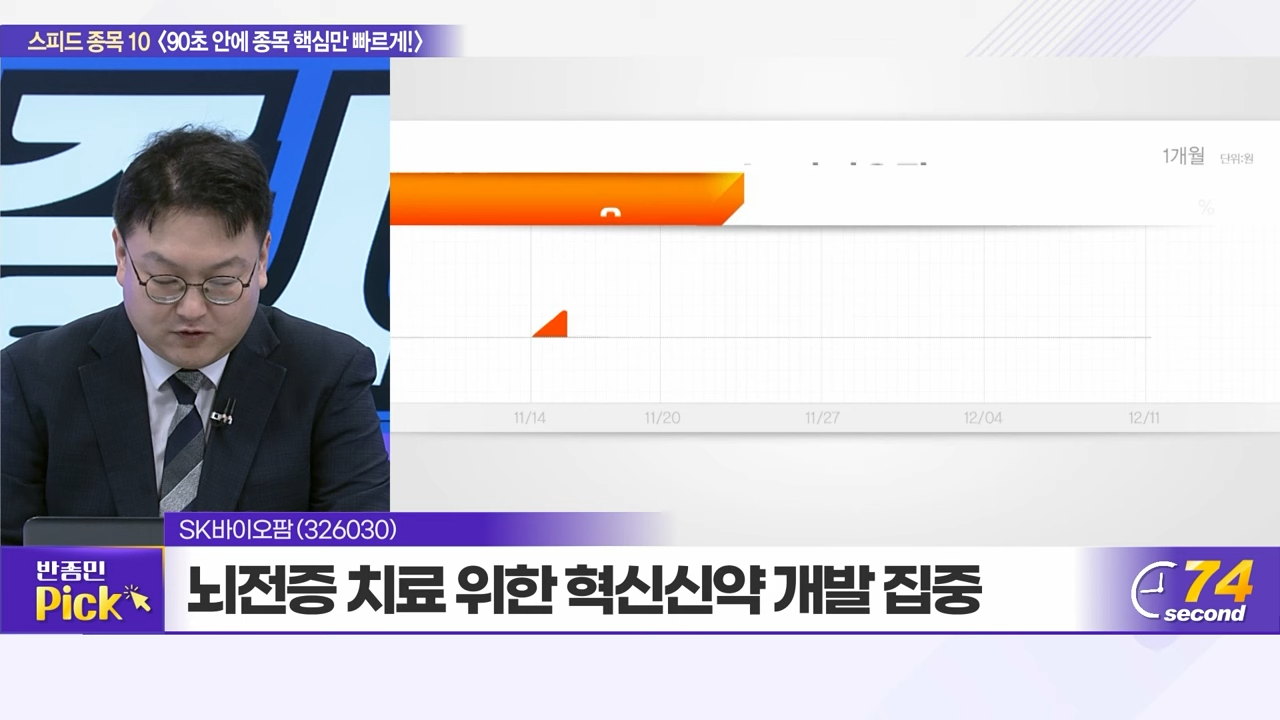 스피드 종목 10 〈90초 안에 종목 핵심만 빠르게!〉
1개월 단위:원
%
11/14 11/20 11/27 12/04 12/11
SK바이오팜 (326030)
반종민
Pick
뇌전증 치료 위한 혁신신약 개발 집중
74
second